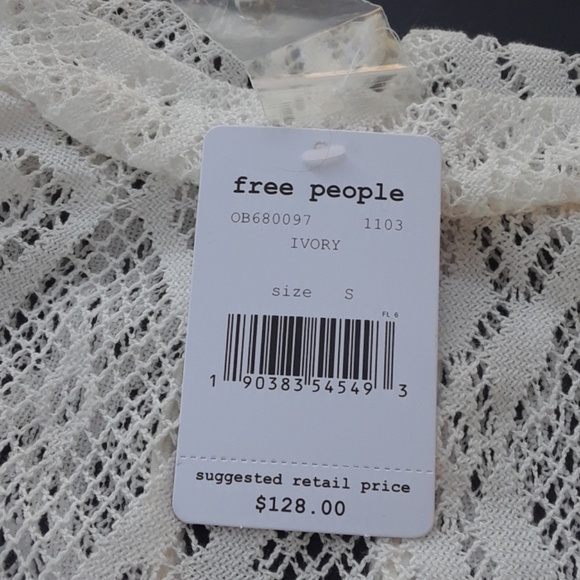 free people
OB680097 1103
IVORY
size S
FL 6
1 90383 54549 3
suggested retail price
$128.00